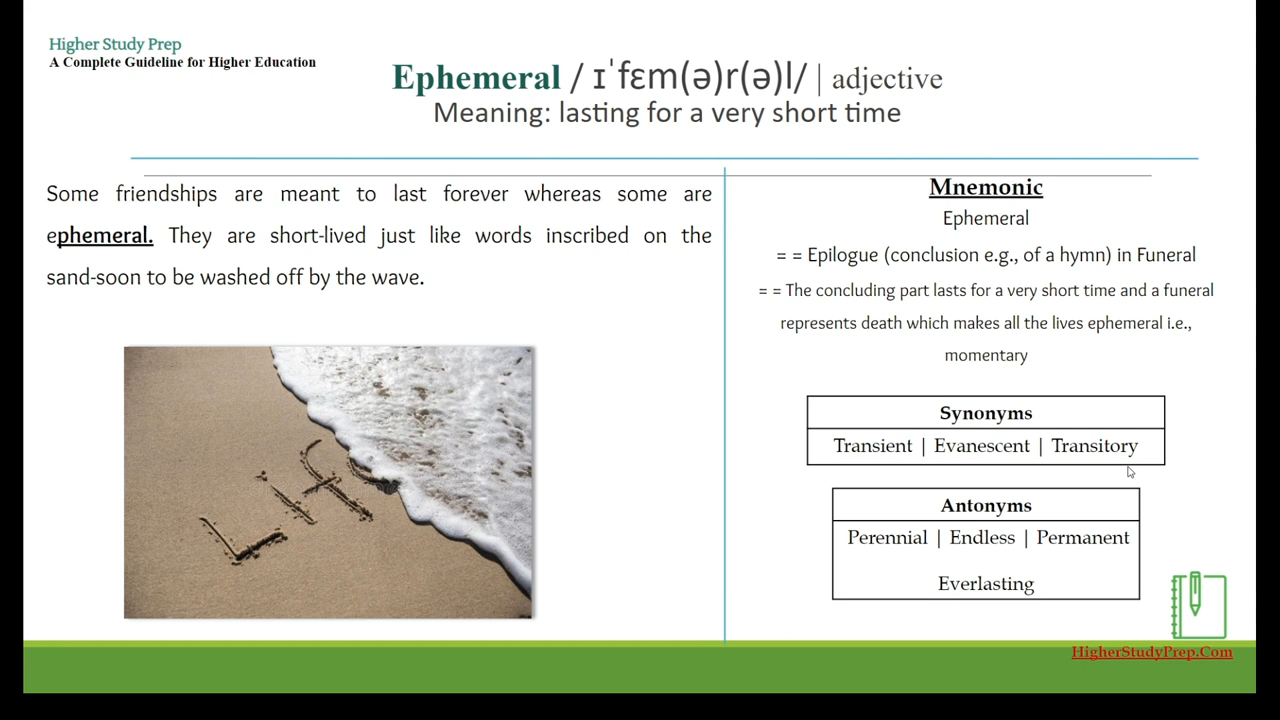 Higher Study Prep
A Complete Guideline for Higher Education
Ephemeral / ɪˈfɛm(ə)r(ə)l/ | adjective
Meaning: lasting for a very short time
Some friendships are meant to last forever whereas some are
ephemeral. They are short-lived just like words inscribed on the
sand-soon to be washed off by the wave.
LIfe
Mnemonic
Ephemeral
= = Epilogue (conclusion e.g., of a hymn) in Funeral
= = The concluding part lasts for a very short time and a funeral
represents death which makes all the lives ephemeral i.e.,
momentary
Synonyms
Transient | Evanescent | Transitory
Antonyms
Perennial | Endless | Permanent
Everlasting
HigherStudyPrep.Com